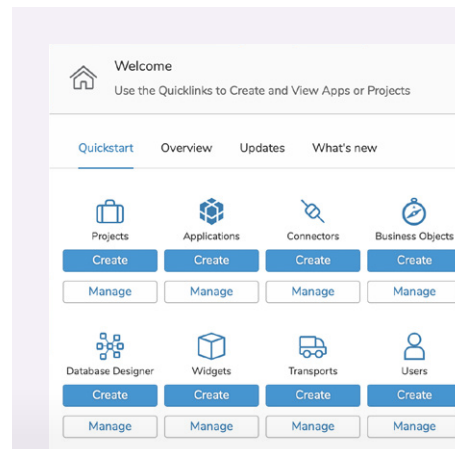 Welcome
Use the Quicklinks to Create and View Apps or Projects
Quickstart Overview Updates What's new
Projects Applications Connectors Business Objects
Create Create Create Create
Manage Manage Manage Manage
Database Designer Widgets Transports Users
Create Create Create Create
Manage Manage Manage Manage